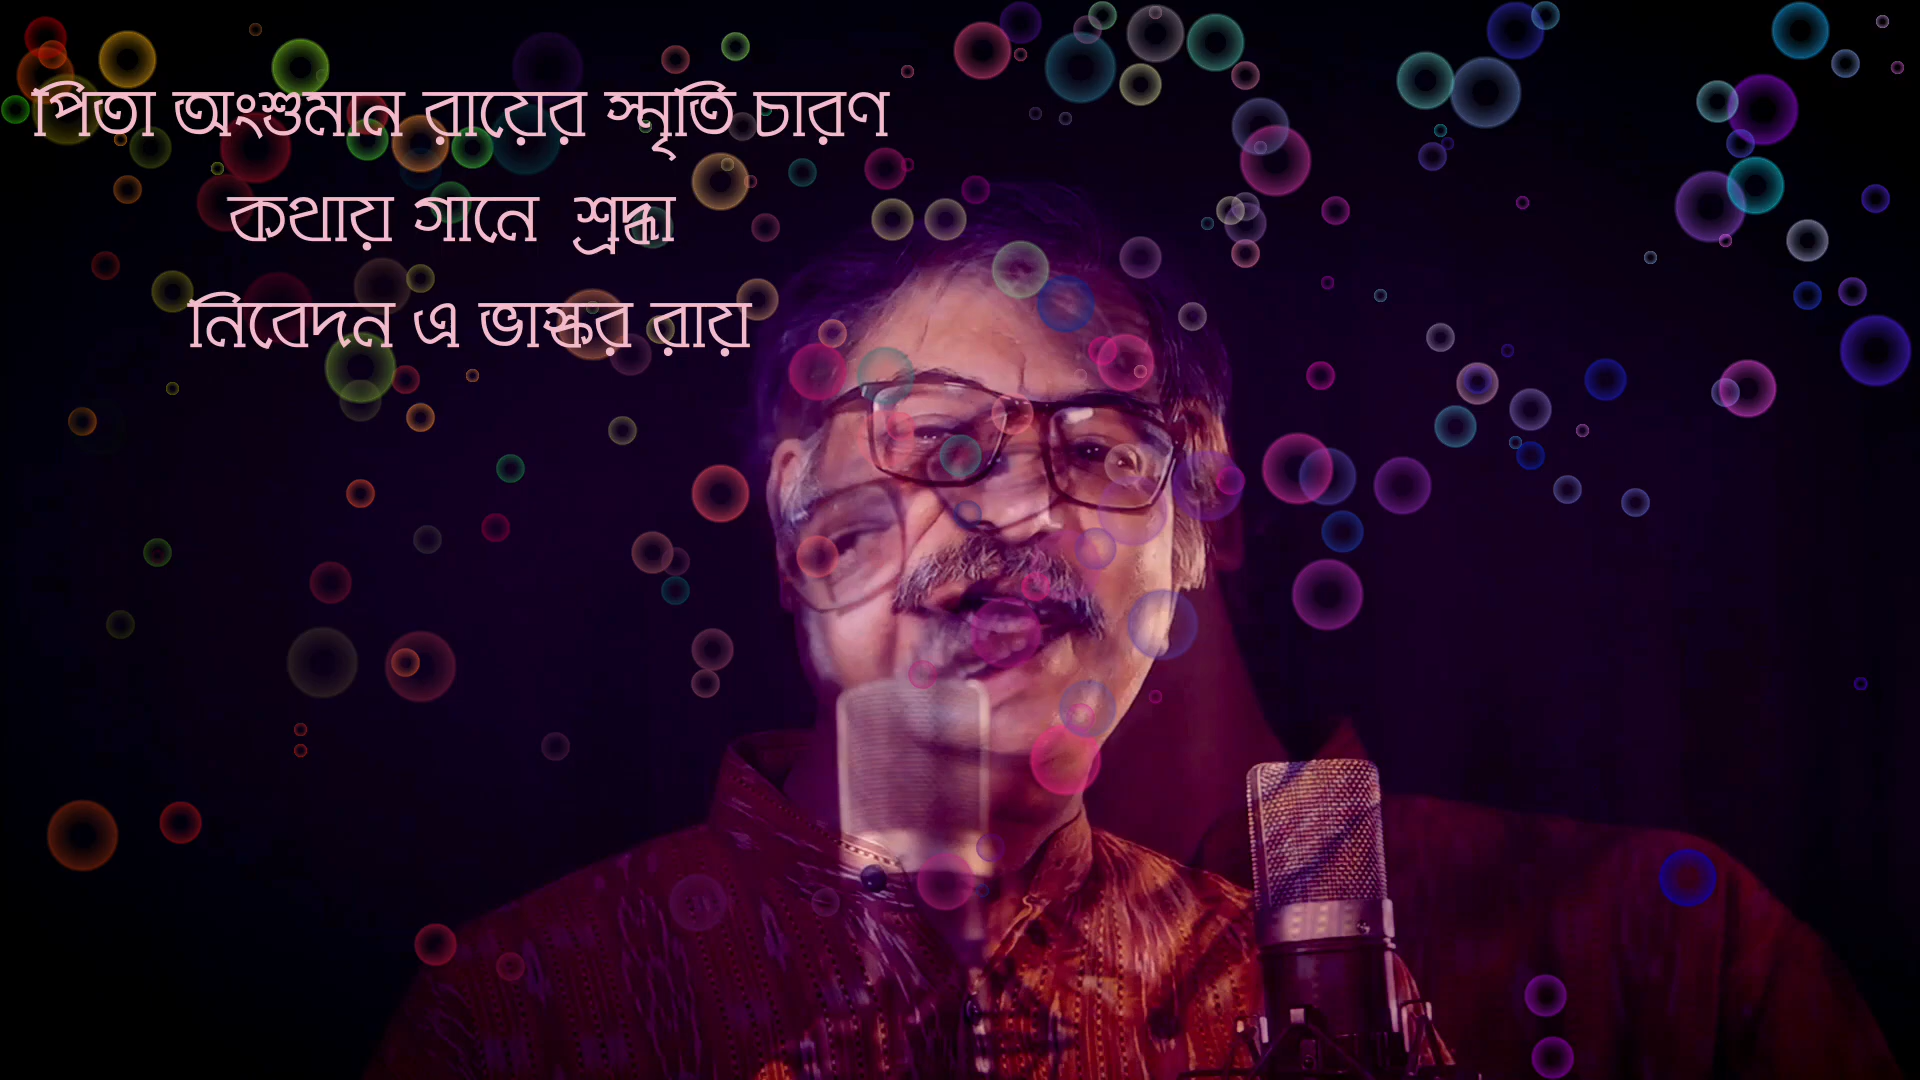 পিতা অংশুমান রায়ের স্মৃতি চারণ
কথায় গানে শ্রদ্ধা
নিবেদন এ ভাস্কর রায়